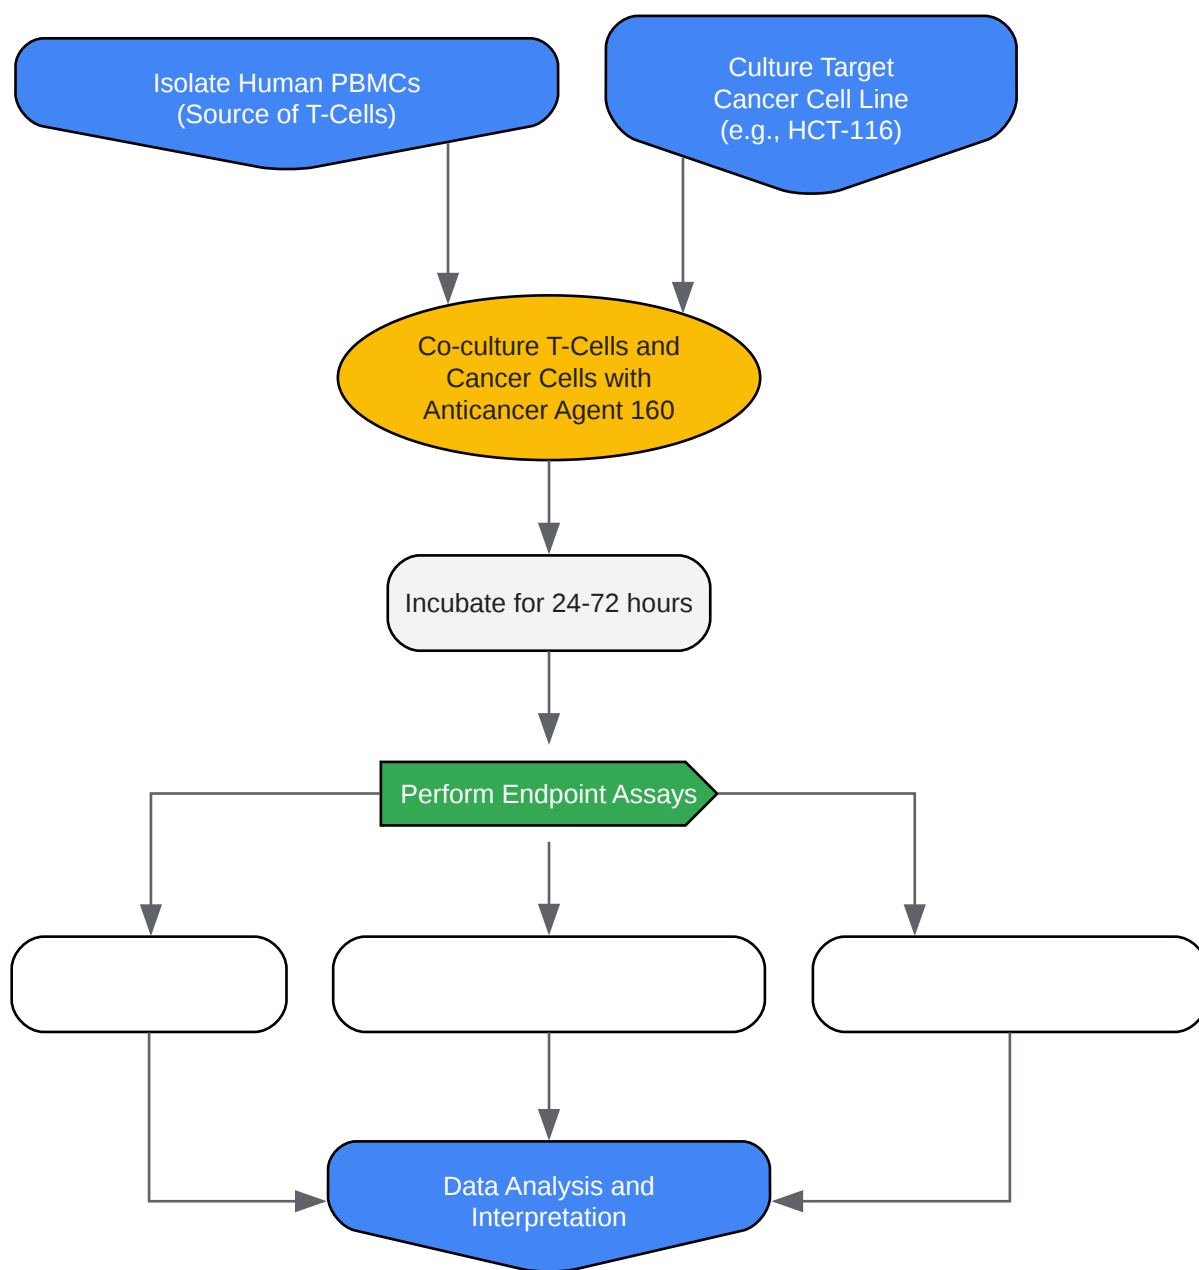 Isolate Human PBMCs
(Source of T-Cells)
Culture Target
Cancer Cell Line
(e.g., HCT-116)
Co-culture T-Cells and
Cancer Cells with
Anticancer Agent 160
Incubate for 24-72 hours
Perform Endpoint Assays
Data Analysis and
Interpretation